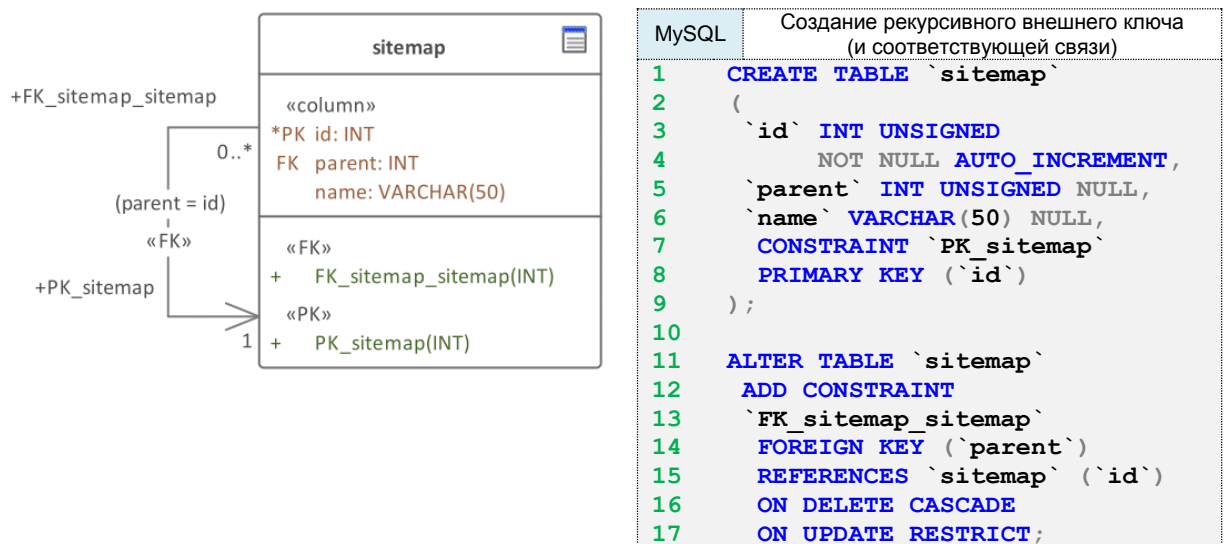 sitemap
+FK_sitemap_sitemap
0..*
(parent = id)
«FK»
+PK_sitemap
1
«column»
*PK id: INT
FK parent: INT
name: VARCHAR(50)
«FK»
+ FK_sitemap_sitemap(INT)
«PK»
+ PK_sitemap(INT)
MySQL
Создание рекурсивного внешнего ключа
(и соответствующей связи)
1 CREATE TABLE `sitemap`
2 (
3 `id` INT UNSIGNED
4 NOT NULL AUTO_INCREMENT,
5 `parent` INT UNSIGNED NULL,
6 `name` VARCHAR(50) NULL,
7 CONSTRAINT `PK_sitemap`
8 PRIMARY KEY (`id`)
9 );
10
11 ALTER TABLE `sitemap`
12 ADD CONSTRAINT
13 `FK_sitemap_sitemap`
14 FOREIGN KEY (`parent`)
15 REFERENCES `sitemap` (`id`)
16 ON DELETE CASCADE
17 ON UPDATE RESTRICT;